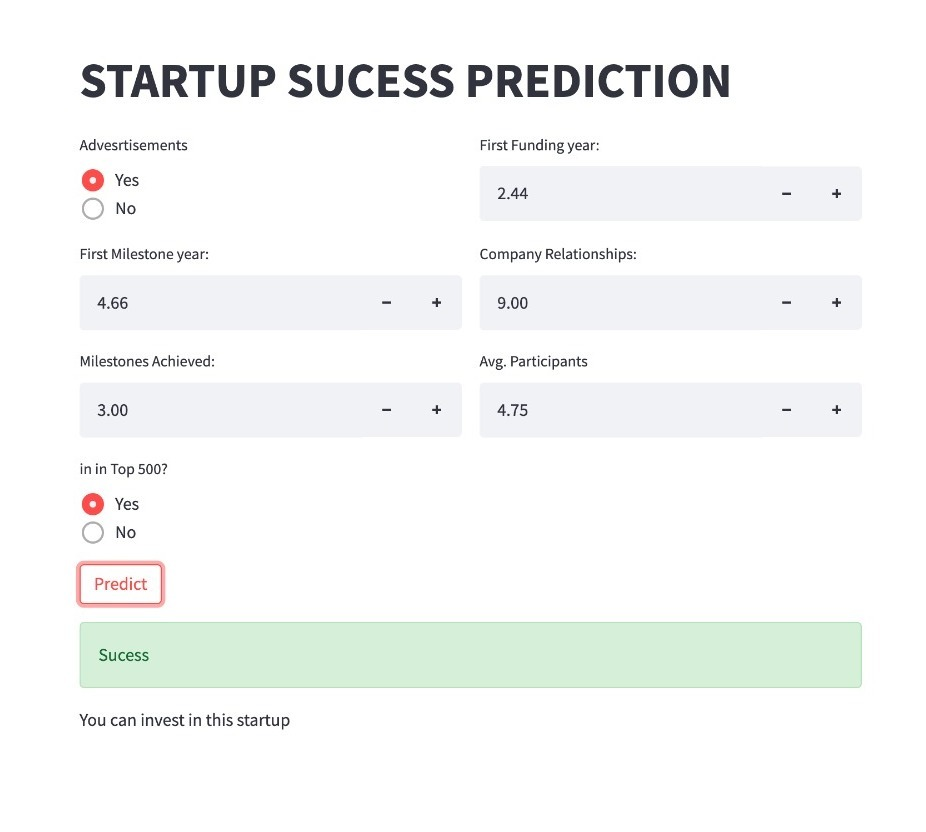 STARTUP SUCESS PREDICTION
Advesrtisements
Yes
No
First Funding year:
2.44 − +
First Milestone year:
4.66 − +
Company Relationships:
9.00 − +
Milestones Achieved:
3.00 − +
Avg. Participants
4.75 − +
in in Top 500?
Yes
No
Predict
Sucess
You can invest in this startup